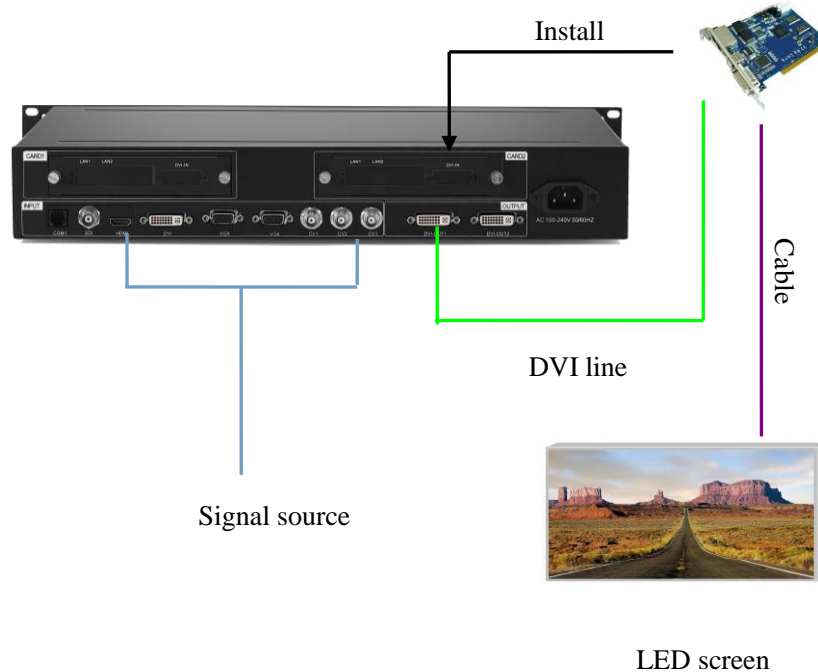 Install
CARD1
LAN1 LAN2
DVI-IN
LAN1 LAN2
DVI-IN
CARD2
INPUT
OUTPUT
AC 100-240V 50/60HZ
COM1 SDI HDMI DVI VGA VGA CV1 CV2 CV3 DVI-OUT1 DVI-OUT2
Cable
DVI line
Signal source
LED screen